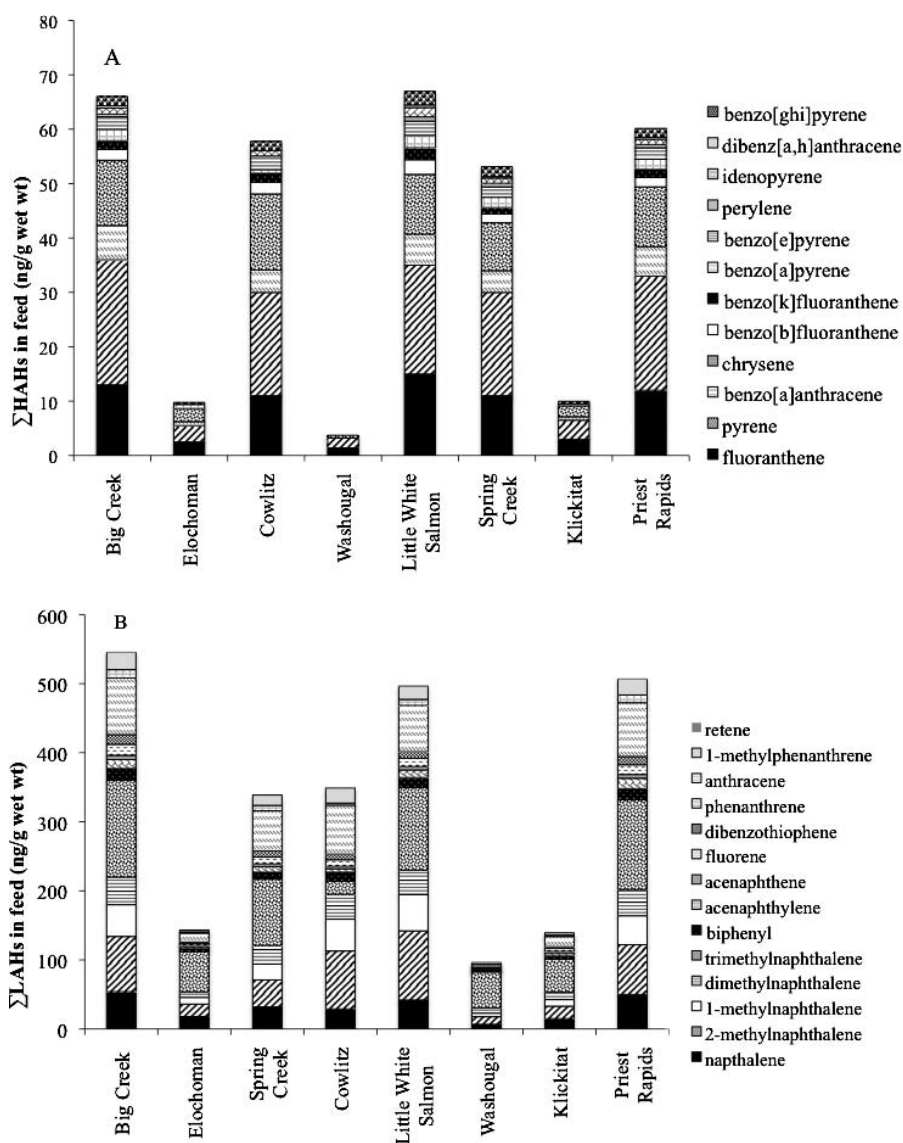 A
80
70
60
50
40
30
20
10
0
∑HAHs in feed (ng/g wet wt)
Big Creek
Elochoman
Cowlitz
Washougal
Little White
Salmon
Spring
Creek
Klickitat
Priest
Rapids
benzo[ghi]pyrene
dibenz[a,h]anthracene
idenopyrene
perylene
benzo[e]pyrene
benzo[a]pyrene
benzo[k]fluoranthene
benzo[b]fluoranthene
chrysene
benzo[a]anthracene
pyrene
fluoranthene
B
600
500
400
300
200
100
0
∑LAHs in feed (ng/g wet wt)
Big Creek
Elochoman
Spring
Creek
Cowlitz
Little White
Salmon
Washougal
Klickitat
Priest
Rapids
retene
1-methylphenanthrene
anthracene
phenanthrene
dibenzothiophene
fluorene
acenaphthene
acenaphthylene
biphenyl
trimethylnaphthalene
dimethylnaphthalene
1-methylnaphthalene
2-methylnaphthalene
napthalene